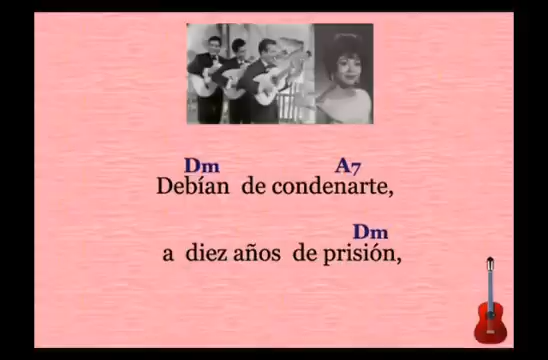 Dm A7
Debían de condenarte,
Dm
a diez años de prisión,